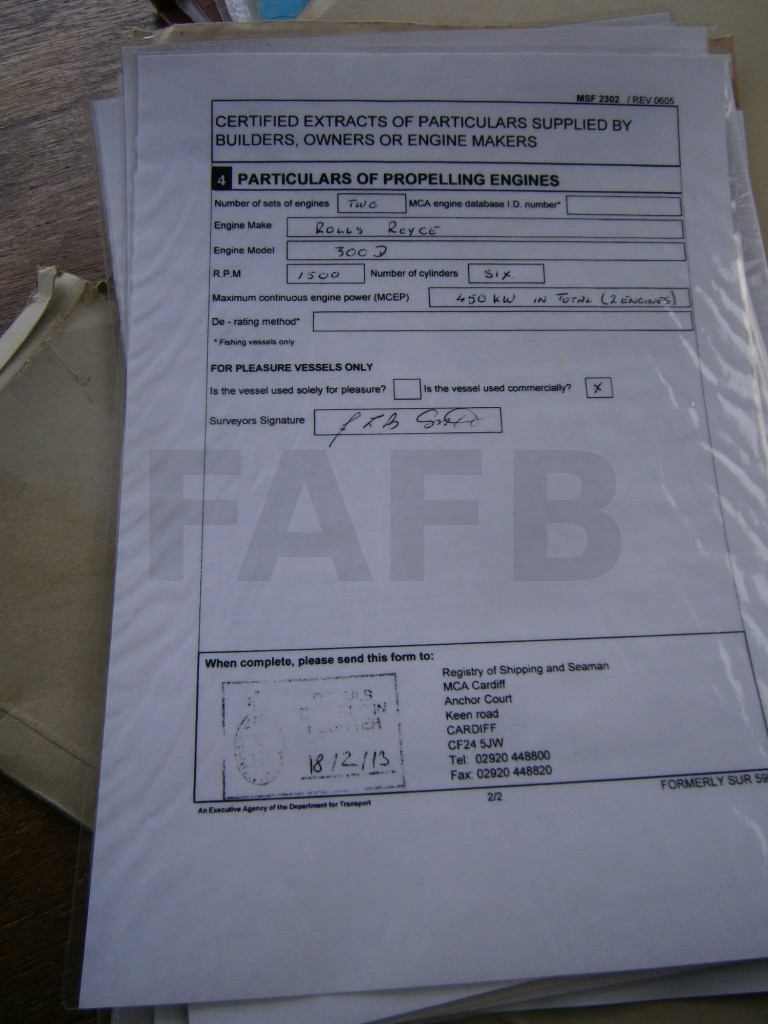 MSF 2302 / REV 0605
CERTIFIED EXTRACTS OF PARTICULARS SUPPLIED BY
BUILDERS, OWNERS OR ENGINE MAKERS
4 PARTICULARS OF PROPELLING ENGINES
Number of sets of engines TWO MCA engine database I.D. number*
Engine Make ROLLS ROYCE
Engine Model 300 D
R.P.M 1500 Number of cylinders SIX
Maximum continuous engine power (MCEP) 450 KW IN TOTAL (2 ENGINES)
De - rating method*
* Fishing vessels only
FOR PLEASURE VESSELS ONLY
Is the vessel used solely for pleasure? Is the vessel used commercially? X
Surveyors Signature
FAFB
When complete, please send this form to:
Registry of Shipping and Seaman
MCA Cardiff
Anchor Court
Keen road
CARDIFF
CF24 5JW
Tel: 02920 448800
Fax: 02920 448820
18/2/13
FORMERLY SUR 59
An Executive Agency of the Department for Transport
2/2